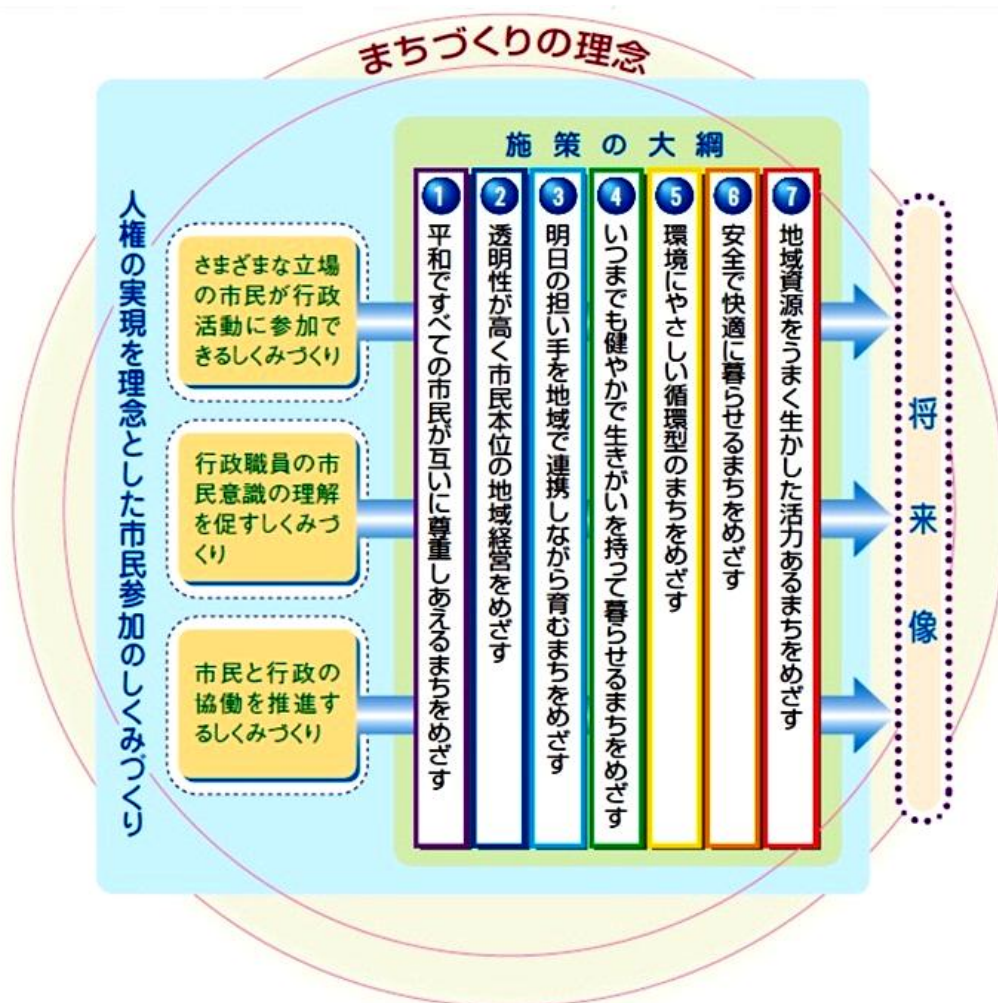 まちづくりの理念
施策の大綱
人権の実現を理念とした市民参加のしくみづくり
さまざまな立場
の市民が行政
活動に参加で
きるしくみづくり
行政職員の市
民意識の理解
を促すしくみづ
くり
市民と行政の
協働を推進す
るしくみづくり
1 平和ですべての市民が互いに尊重しあえるまちをめざす
2 透明性が高く市民本位の地域経営をめざす
3 明日の担い手を地域で連携しながら育むまちをめざす
4 いつまでも健やかで生きがいを持って暮らせるまちをめざす
5 環境にやさしい循環型のまちをめざす
6 安全で快適に暮らせるまちをめざす
7 地域資源をうまく生かした活力あるまちをめざす
将来像